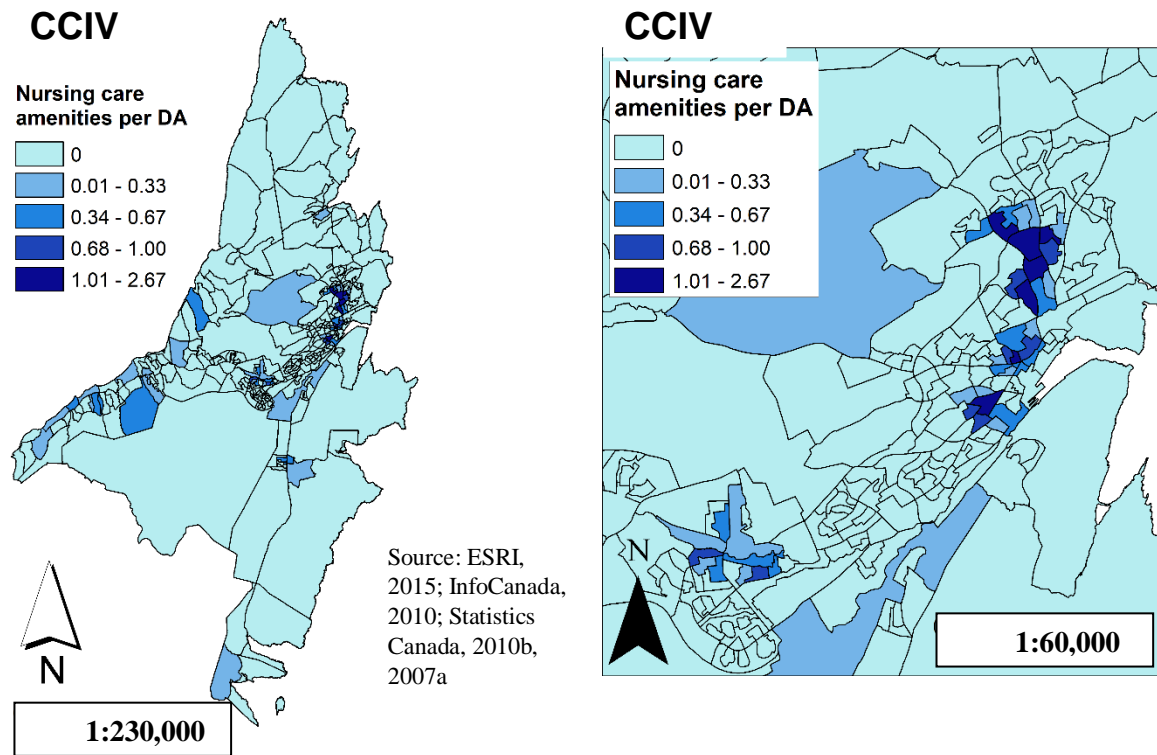 CCIV
Nursing care
amenities per DA
0
0.01 - 0.33
0.34 - 0.67
0.68 - 1.00
1.01 - 2.67
Source: ESRI,
2015; InfoCanada,
2010; Statistics
Canada, 2010b,
2007a
N
1:230,000
CCIV
Nursing care
amenities per DA
0
0.01 - 0.33
0.34 - 0.67
0.68 - 1.00
1.01 - 2.67
N
1:60,000